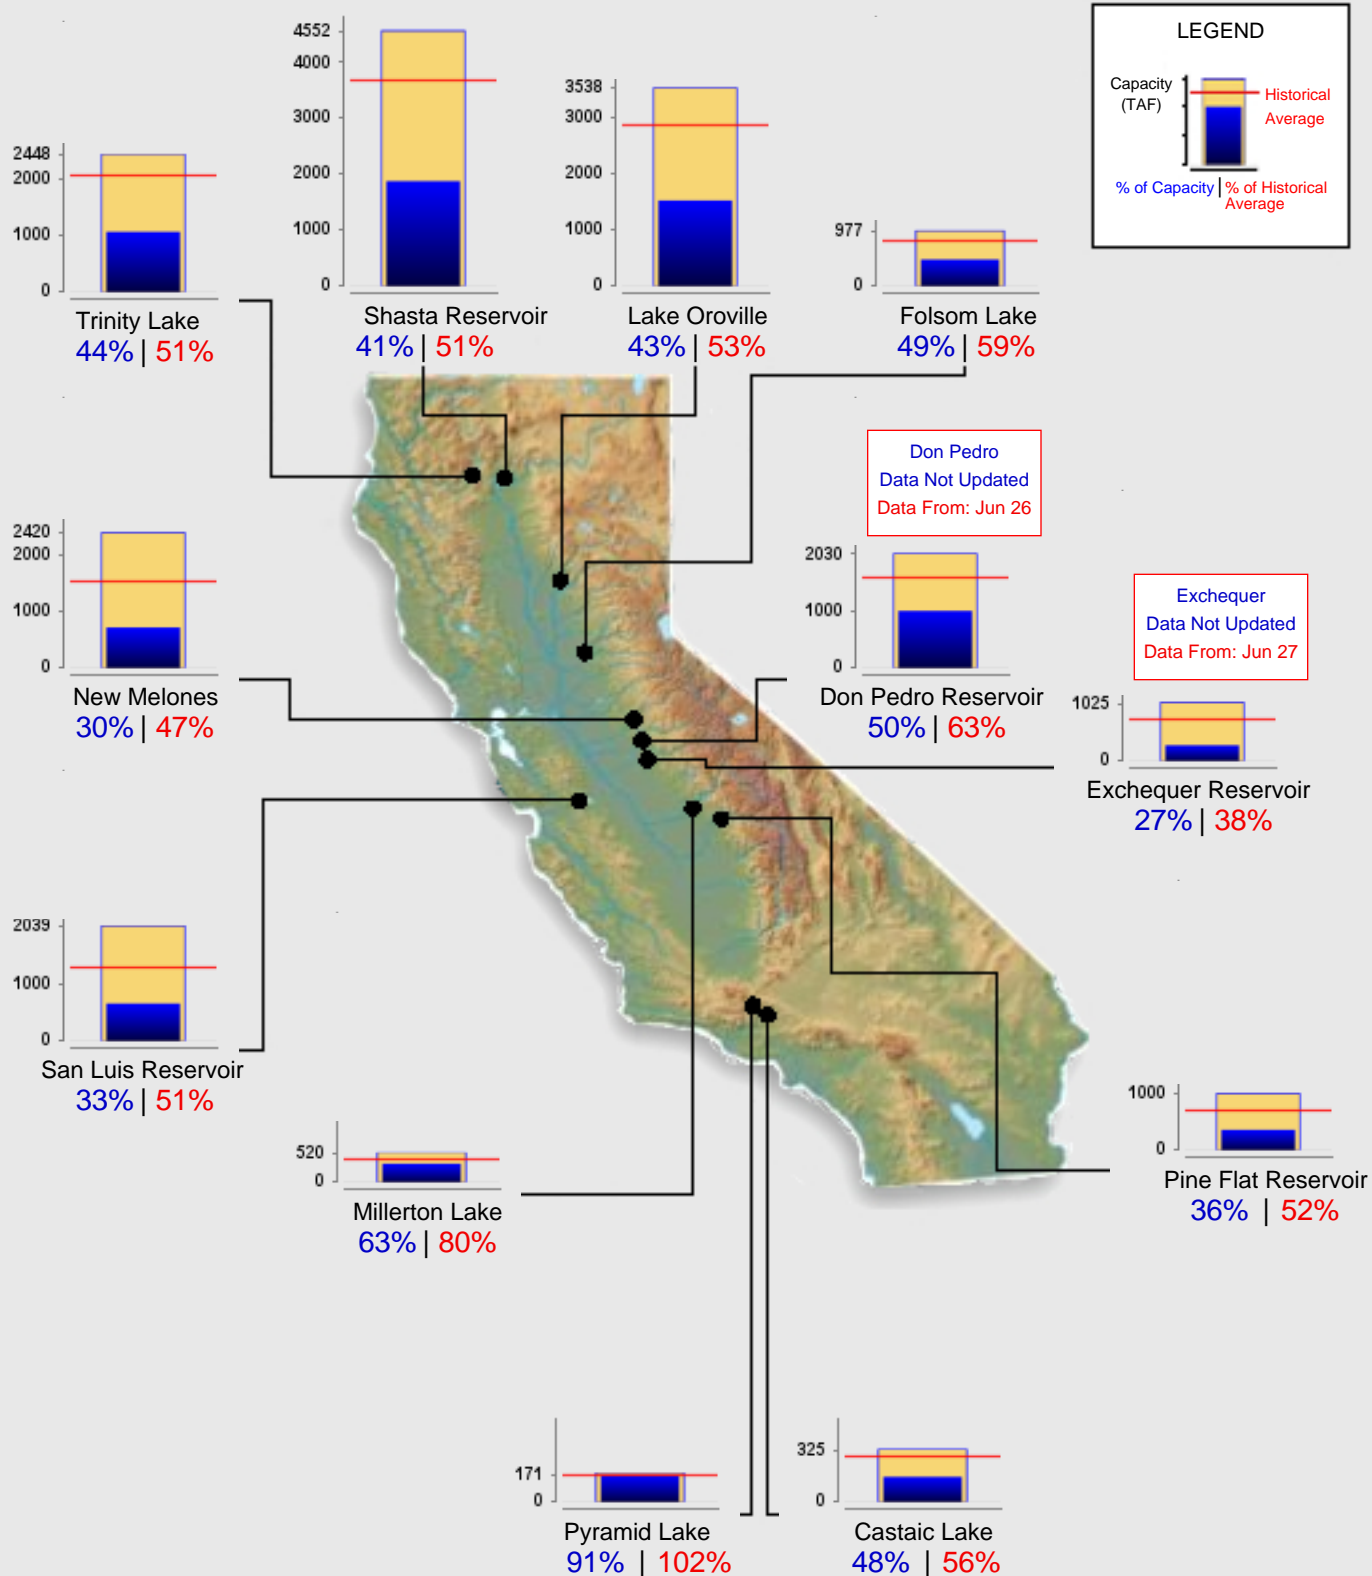 LEGEND
Capacity
(TAF)
Historical
Average
% of Capacity | % of Historical
Average
4552
4000
3000
2000
1000
0
Shasta Reservoir
41% | 51%
3538
3000
2000
1000
0
Lake Oroville
43% | 53%
2448
2000
1000
0
Trinity Lake
44% | 51%
977
0
Folsom Lake
49% | 59%
Don Pedro
Data Not Updated
Data From: Jun 26
2030
1000
0
Don Pedro Reservoir
50% | 63%
2420
2000
1000
0
New Melones
30% | 47%
Exchequer
Data Not Updated
Data From: Jun 27
1025
0
Exchequer Reservoir
27% | 38%
2039
1000
0
San Luis Reservoir
33% | 51%
520
0
Millerton Lake
63% | 80%
1000
0
Pine Flat Reservoir
36% | 52%
171
0
Pyramid Lake
91% | 102%
325
0
Castaic Lake
48% | 56%